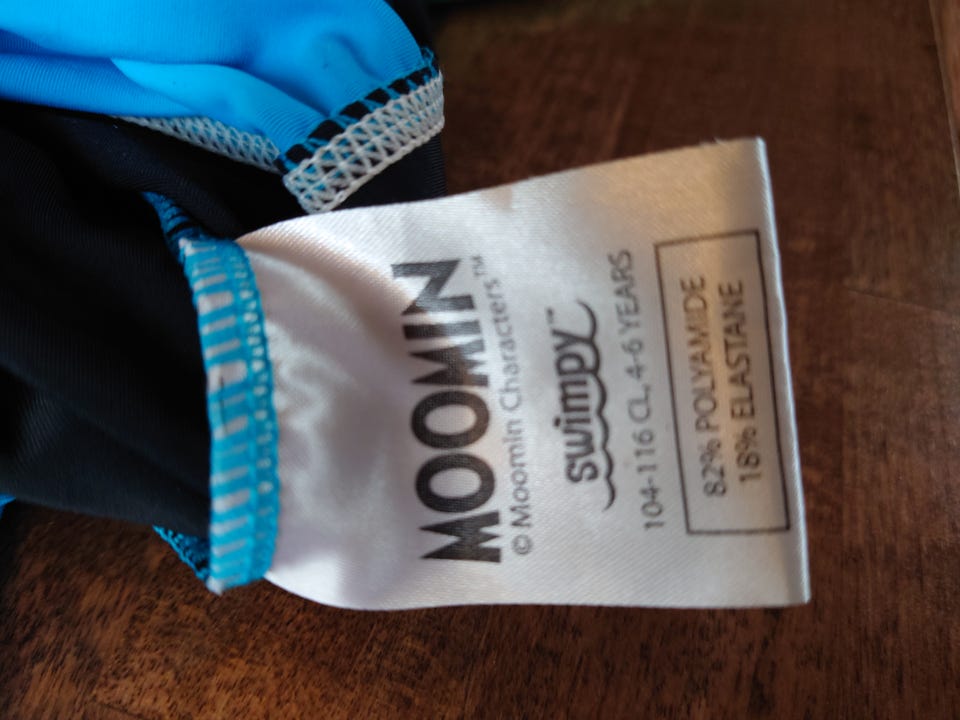 MOOMIN
© Moomin Characters™
swimpy™
104-116 CL, 4-6 YEARS
82% POLYAMIDE
18% ELASTANE